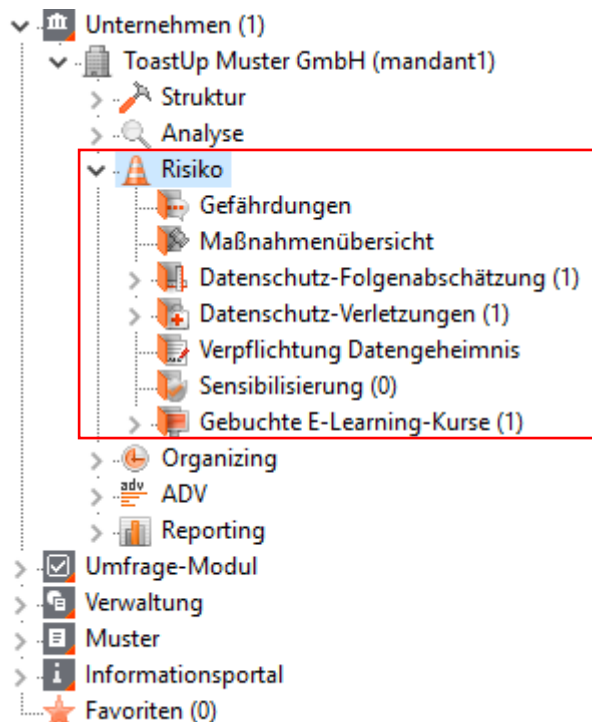 Unternehmen (1)
ToastUp Muster GmbH (mandant1)
Struktur
Analyse
Risiko
Gefährdungen
Maßnahmenübersicht
Datenschutz-Folgenabschätzung (1)
Datenschutz-Verletzungen (1)
Verpflichtung Datengeheimnis
Sensibilisierung (0)
Gebuchte E-Learning-Kurse (1)
Organizing
adv ADV
Reporting
Umfrage-Modul
Verwaltung
Muster
Informationsportal
Favoriten (0)